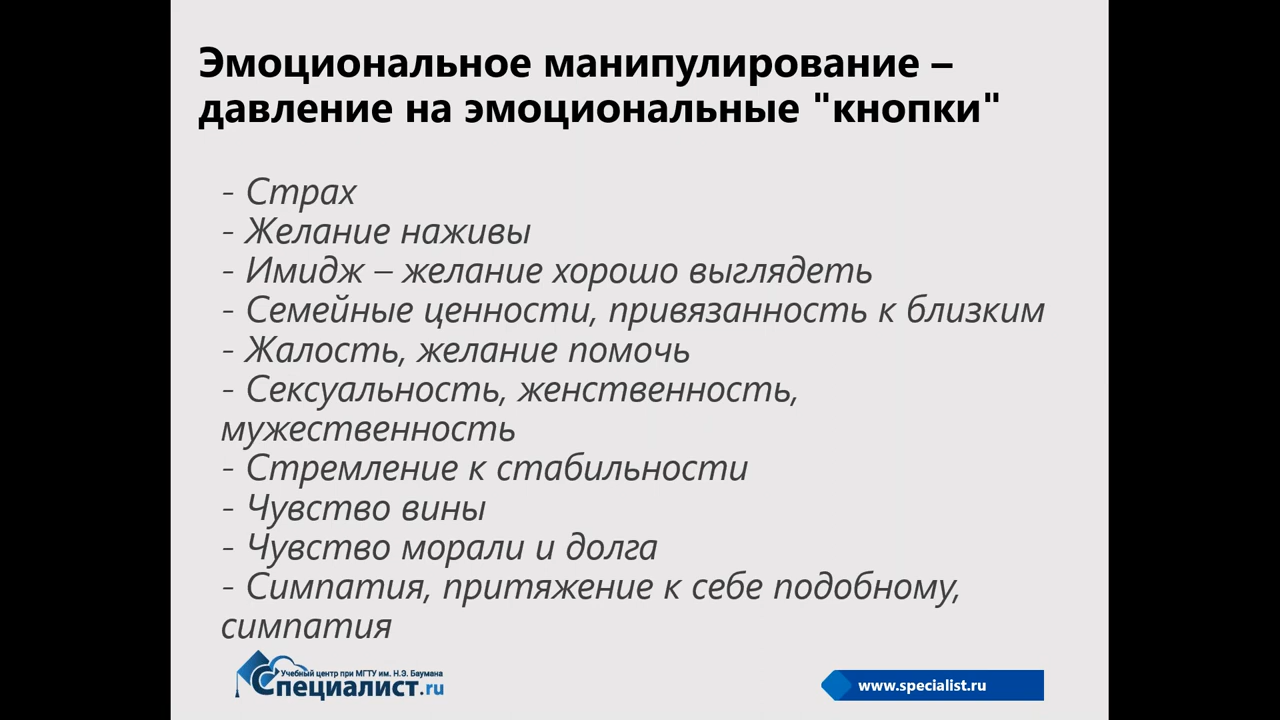 Эмоциональное манипулирование –
давление на эмоциональные "кнопки"
- Страх
- Желание наживы
- Имидж – желание хорошо выглядеть
- Семейные ценности, привязанность к близким
- Жалость, желание помочь
- Сексуальность, женственность,
мужественность
- Стремление к стабильности
- Чувство вины
- Чувство морали и долга
- Симпатия, притяжение к себе подобному,
симпатия
Учебный центр при МГТУ им. Н.Э. Баумана
Специалист.ru
www.specialist.ru